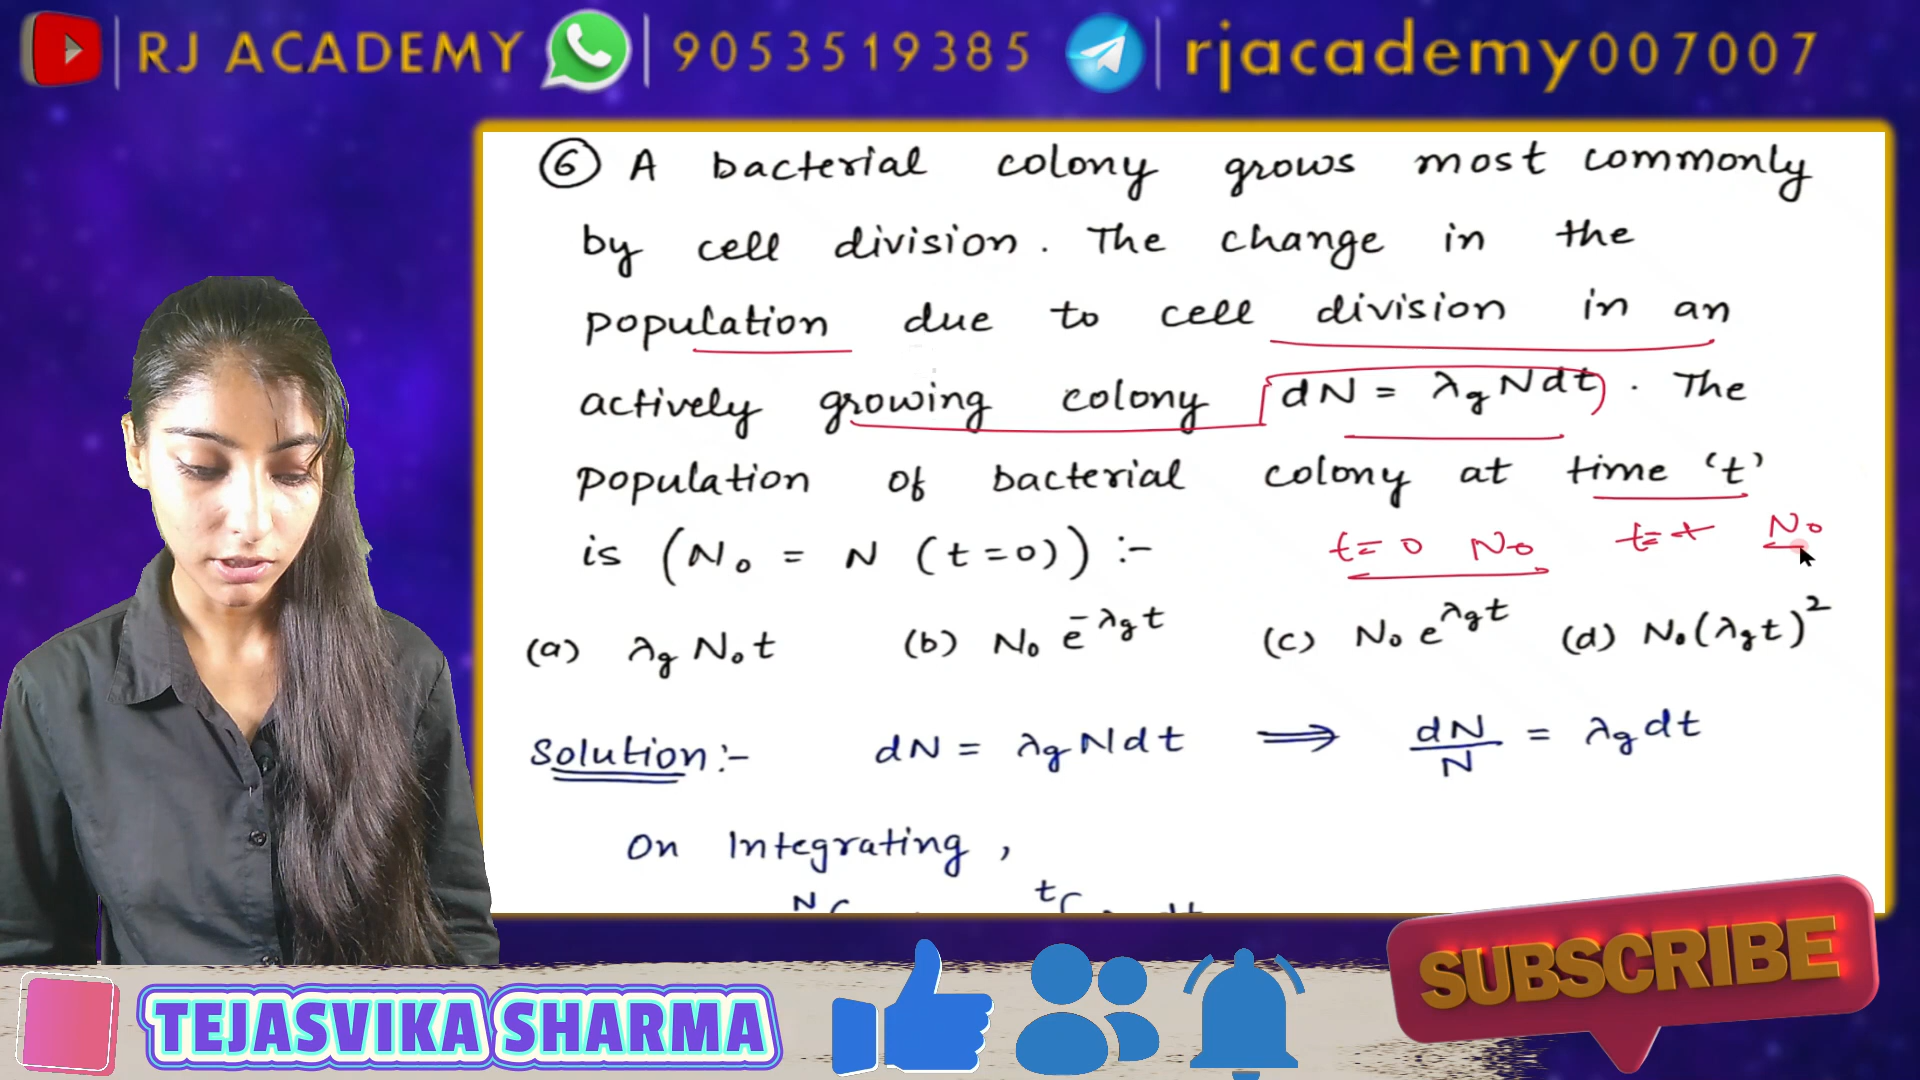 RJ ACADEMY 9053519385 rjacademy007007
⑥ A bacterial colony grows most commonly
by cell division. The change in the
population due to cell division in an
actively growing colony dN = λg N dt. The
population of bacterial colony at time 't'
is (N₀ = N (t=0)) :-
t=0 N₀ t=t N₀
(a) λg N₀ t (b) N₀ e^-λgt (c) N₀ e^λgt (d) N₀(λgt)²
Solution:- dN = λg N dt ⟹ dN/N = λg dt
On Integrating,
TEJASVIKA SHARMA
SUBSCRIBE